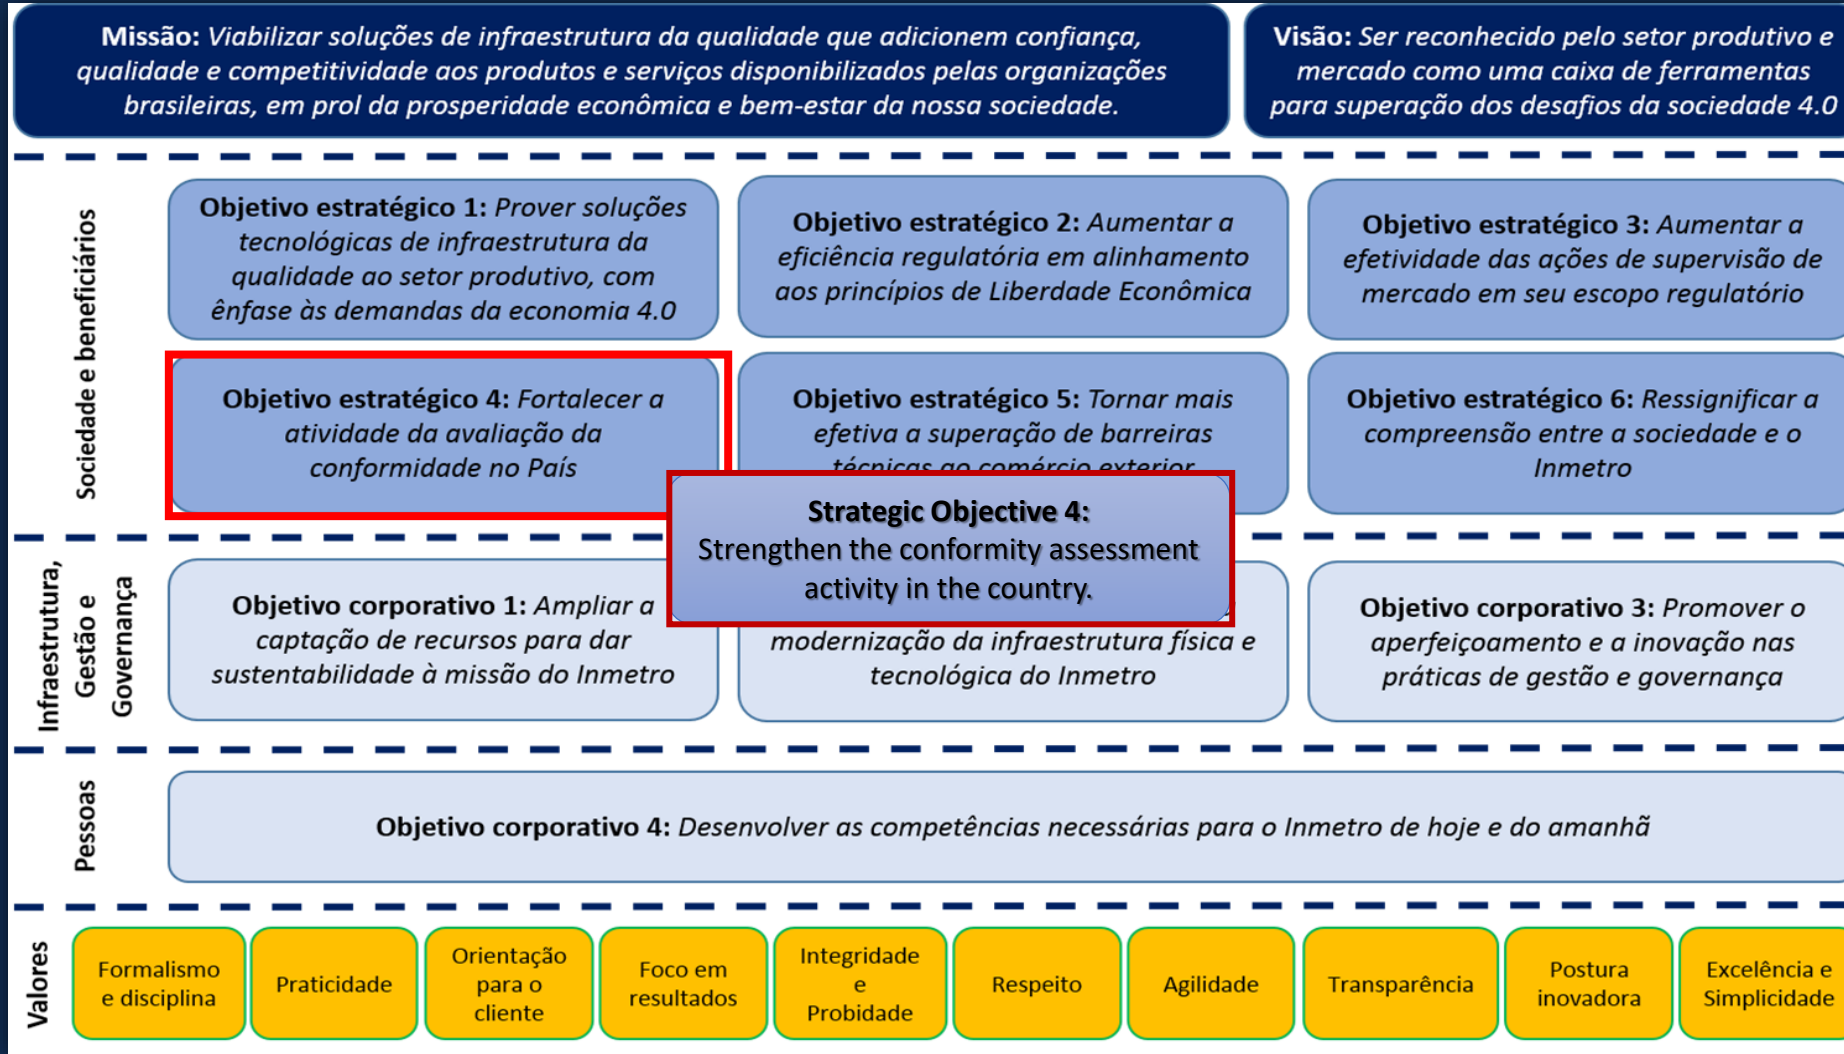 Missão: Viabilizar soluções de infraestrutura da qualidade que adicionem confiança,
qualidade e competitividade aos produtos e serviços disponibilizados pelas organizações
brasileiras, em prol da prosperidade econômica e bem-estar da nossa sociedade.
Visão: Ser reconhecido pelo setor produtivo e
mercado como uma caixa de ferramentas
para superação dos desafios da sociedade 4.0
Sociedade e beneficiários
Objetivo estratégico 1: Prover soluções
tecnológicas de infraestrutura da
qualidade ao setor produtivo, com
ênfase às demandas da economia 4.0
Objetivo estratégico 2: Aumentar a
eficiência regulatória em alinhamento
aos princípios de Liberdade Econômica
Objetivo estratégico 3: Aumentar a
efetividade das ações de supervisão de
mercado em seu escopo regulatório
Objetivo estratégico 4: Fortalecer a
atividade da avaliação da
conformidade no País
Objetivo estratégico 5: Tornar mais
efetiva a superação de barreiras
técnicas ao comércio exterior
Objetivo estratégico 6: Ressignificar a
compreensão entre a sociedade e o
Inmetro
Strategic Objective 4:
Strengthen the conformity assessment
activity in the country.
Infraestrutura,
Gestão e
Governança
Objetivo corporativo 1: Ampliar a
captação de recursos para dar
sustentabilidade à missão do Inmetro
modernização da infraestrutura física e
tecnológica do Inmetro
Objetivo corporativo 3: Promover o
aperfeiçoamento e a inovação nas
práticas de gestão e governança
Pessoas
Objetivo corporativo 4: Desenvolver as competências necessárias para o Inmetro de hoje e do amanhã
Valores
Formalismo
e disciplina
Praticidade
Orientação
para o
cliente
Foco em
resultados
Integridade
e
Probidade
Respeito
Agilidade
Transparência
Postura
inovadora
Excelência e
Simplicidade